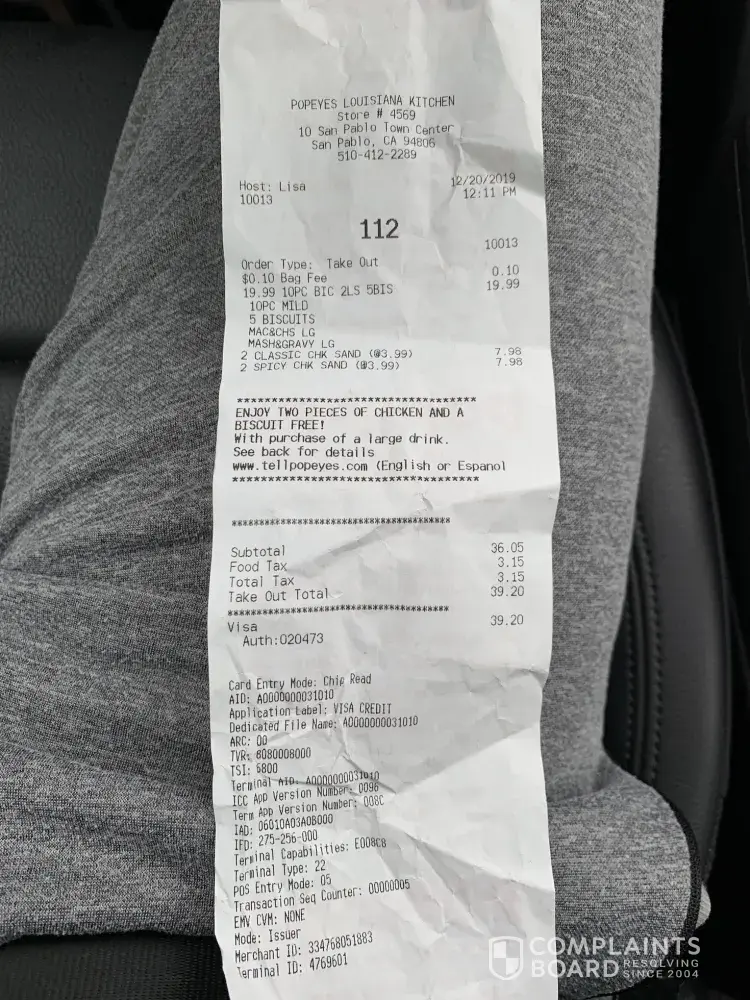 POPEYES LOUISIANA KITCHEN
Store # 4569
10 San Pablo Town Center
San Pablo, CA 94806
510-412-2289
Host: Lisa 12/20/2019
10013 12:11 PM
112
10013
Order Type: Take Out
$0.10 Bag Fee 0.10
19.99 10PC BIC 2LS 5BIS 19.99
10PC MILD
5 BISCUITS
MAC&CHS LG
MASH&GRAVY LG
2 CLASSIC CHK SAND (@3.99) 7.98
2 SPICY CHK SAND (@3.99) 7.98
****************************************
ENJOY TWO PIECES OF CHICKEN AND A
BISCUIT FREE!
With purchase of a large drink.
See back for details
www.tellpopeyes.com (English or Espanol
****************************************
****************************************
Subtotal 36.05
Food Tax 3.15
Total Tax 3.15
Take Out Total 39.20
****************************************
Visa 39.20
Auth:020473
Card Entry Mode: Chip Read
AID: A0000000031010
Application Label: VISA CREDIT
Dedicated File Name: A0000000031010
ARC: 00
TVR: 8080008000
TSI: 6800
Terminal AID: A0000000031010
ICC App Version Number: 0096
Term App Version Number: 008C
IAD: 06010A03A0B000
IFD: 275-256-000
Terminal Capabilities: E008C8
Terminal Type: 22
POS Entry Mode: 05
Transaction Seq Counter: 00000005
EMV CVM: NONE
Mode: Issuer
Merchant ID: 334768051883
Terminal ID: 4769601
COMPLAINTS
BOARD RESOLVING
SINCE 2004